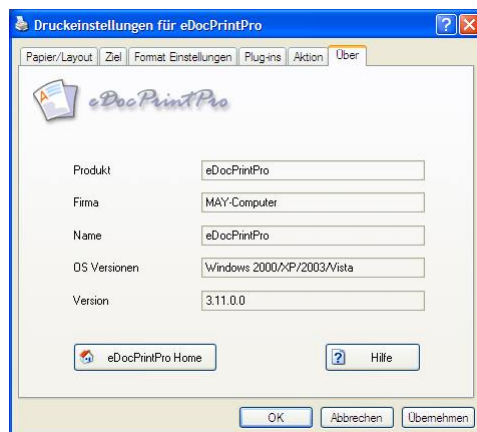 Druckeinstellungen für eDocPrintPro
Papier/Layout Ziel Format Einstellungen Plug-ins Aktion Über
eDocPrintPro
Produkt eDocPrintPro
Firma MAY-Computer
Name eDocPrintPro
OS Versionen Windows 2000/XP/2003/Vista
Version 3.11.0.0
eDocPrintPro Home Hilfe
OK Abbrechen Übernehmen